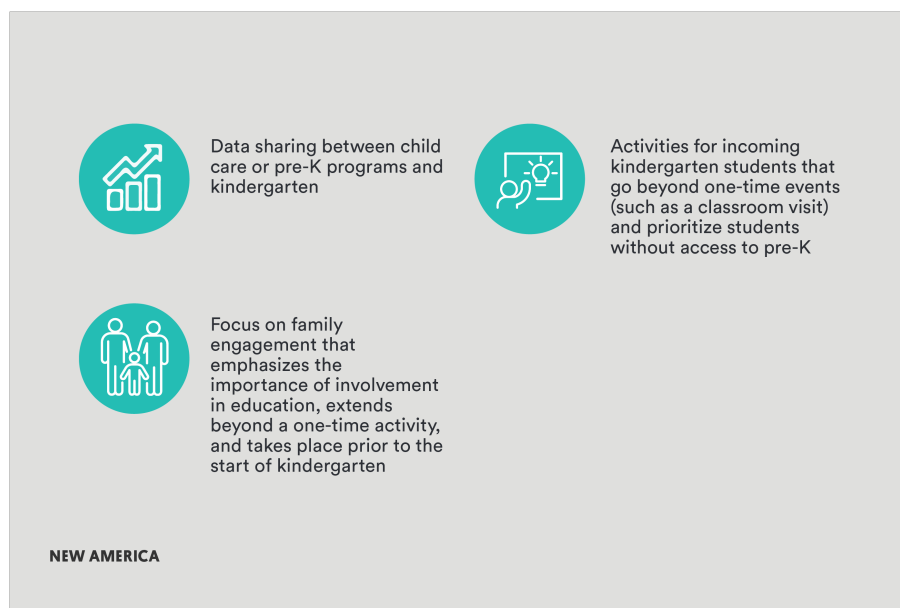 Data sharing between child
care or pre-K programs and
kindergarten
Activities for incoming
kindergarten students that
go beyond one-time events
(such as a classroom visit)
and prioritize students
without access to pre-K
Focus on family
engagement that
emphasizes the
importance of involvement
in education, extends
beyond a one-time activity,
and takes place prior to the
start of kindergarten
NEW AMERICA